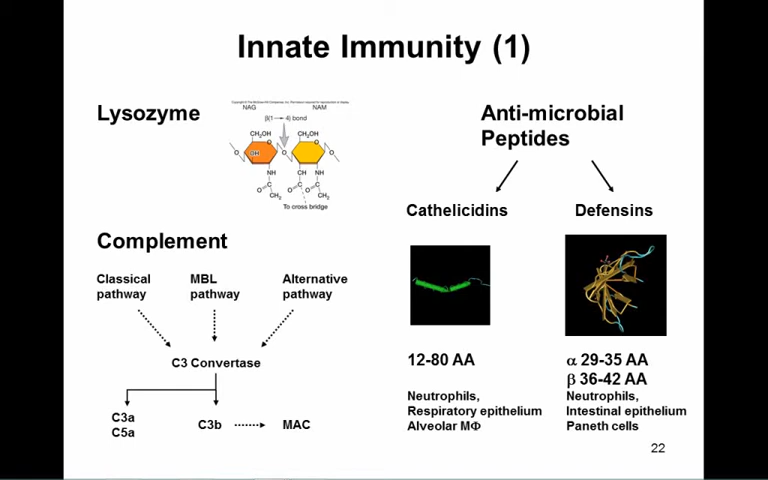 Innate Immunity (1)
Lysozyme
NAG
NAM
β(1 → 4) bond
CH₂OH
CH₂OH
O
O
O
O
O
OH
NH
CH
NH
O
C
O
C
C
O
CH₃
CH₃
To cross bridge
Complement
Classical
pathway
MBL
pathway
Alternative
pathway
C3 Convertase
C3a
C5a
C3b
MAC
Anti-microbial
Peptides
Cathelicidins
Defensins
12-80 AA
Neutrophils,
Respiratory epithelium
Alveolar MΦ
α 29-35 AA
β 36-42 AA
Neutrophils,
Intestinal epithelium
Paneth cells
22